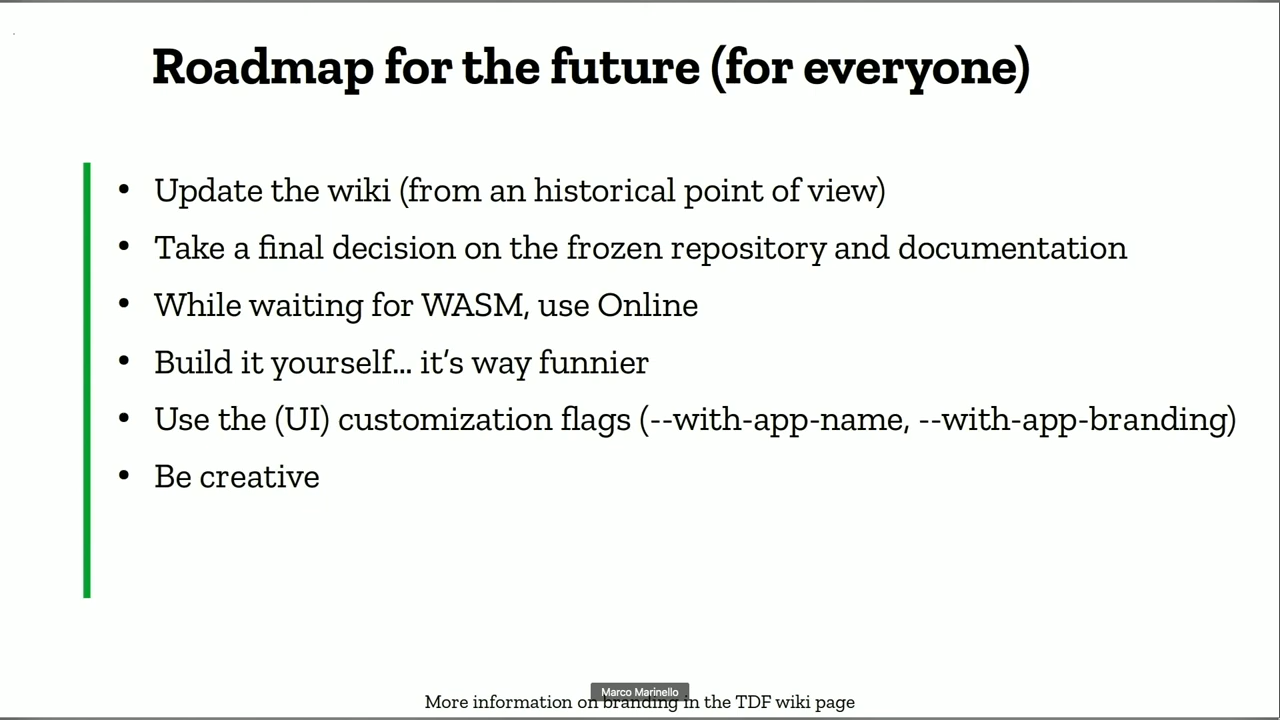 Roadmap for the future (for everyone)
• Update the wiki (from an historical point of view)
• Take a final decision on the frozen repository and documentation
• While waiting for WASM, use Online
• Build it yourself... it's way funnier
• Use the (UI) customization flags (--with-app-name, --with-app-branding)
• Be creative
Marco Marinello
More information on branding in the TDF wiki page